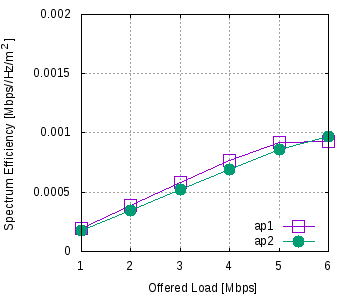 0.002
0.0015
0.001
0.0005
0
Spectrum Efficiency [Mbps//Hz/m²]
ap1
ap2
1 2 3 4 5 6
Offered Load [Mbps]